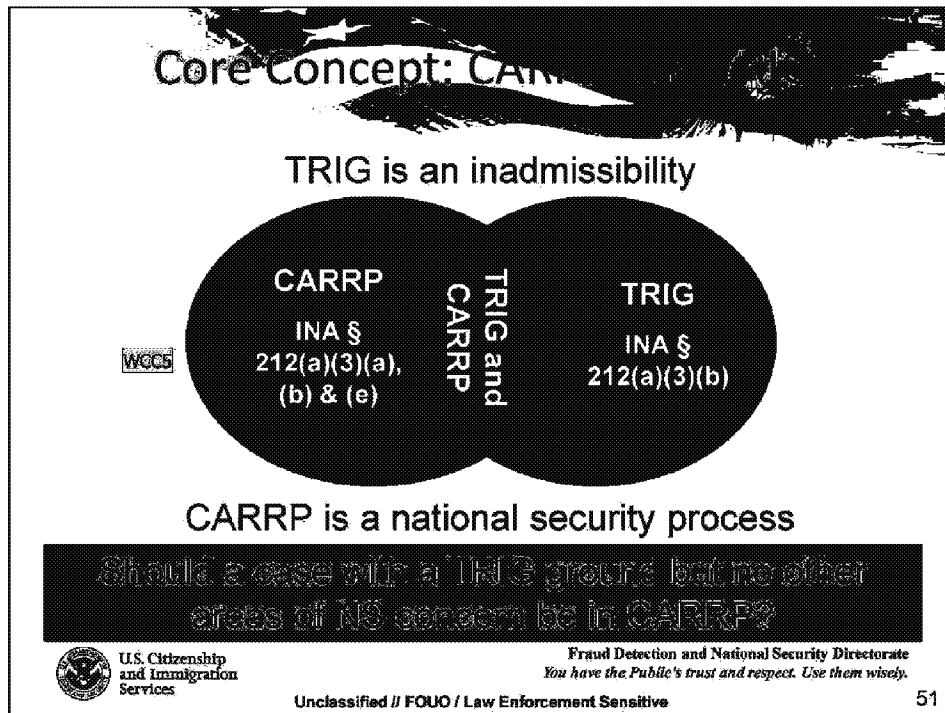 Core Concept:
TRIG is an inadmissibility
CARRP
INA §
212(a)(3)(a),
(b) & (e)
TRIG and
CARRP
TRIG
INA §
212(a)(3)(b)
WCC5
CARRP is a national security process
Should a case with a TRIG ground but no other
areas of NS concern be in CARRP?
U.S. Citizenship
and Immigration
Services
Fraud Detection and National Security Directorate
You have the Public's trust and respect. Use them wisely.
Unclassified // FOUO / Law Enforcement Sensitive
51